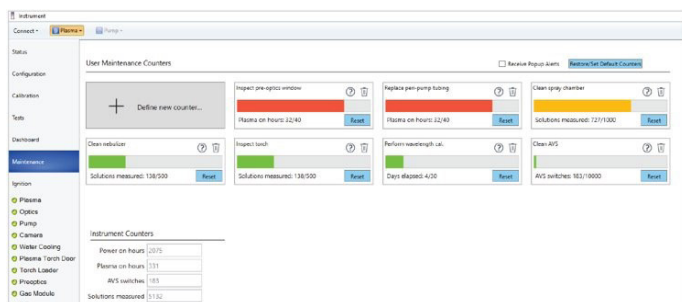 Instrument
Connect Plasma Pump
Status
Configuration
Calibration
Tests
Dashboard
Maintenance
Ignition
Plasma
Optics
Pump
Camera
Water Cooling
Plasma Torch Door
Torch Loader
Preoptics
Gas Module
User Maintenance Counters
Receive Popup Alerts Restore/Set Default Counters
Define new counter...
Inspect pre-optics window
Plasma on hours: 32/40 Reset
Replace peri-pump tubing
Plasma on hours: 32/40 Reset
Clean spray chamber
Solutions measured: 727/1000 Reset
Clean nebulizer
Solutions measured: 138/500 Reset
Inspect torch
Solutions measured: 138/500 Reset
Perform wavelength cal.
Days elapsed: 4/30 Reset
Clean AVS
AVS switches: 183/10000 Reset
Instrument Counters
Power on hours 2875
Plasma on hours 331
AVS switches 183
Solutions measured 5132